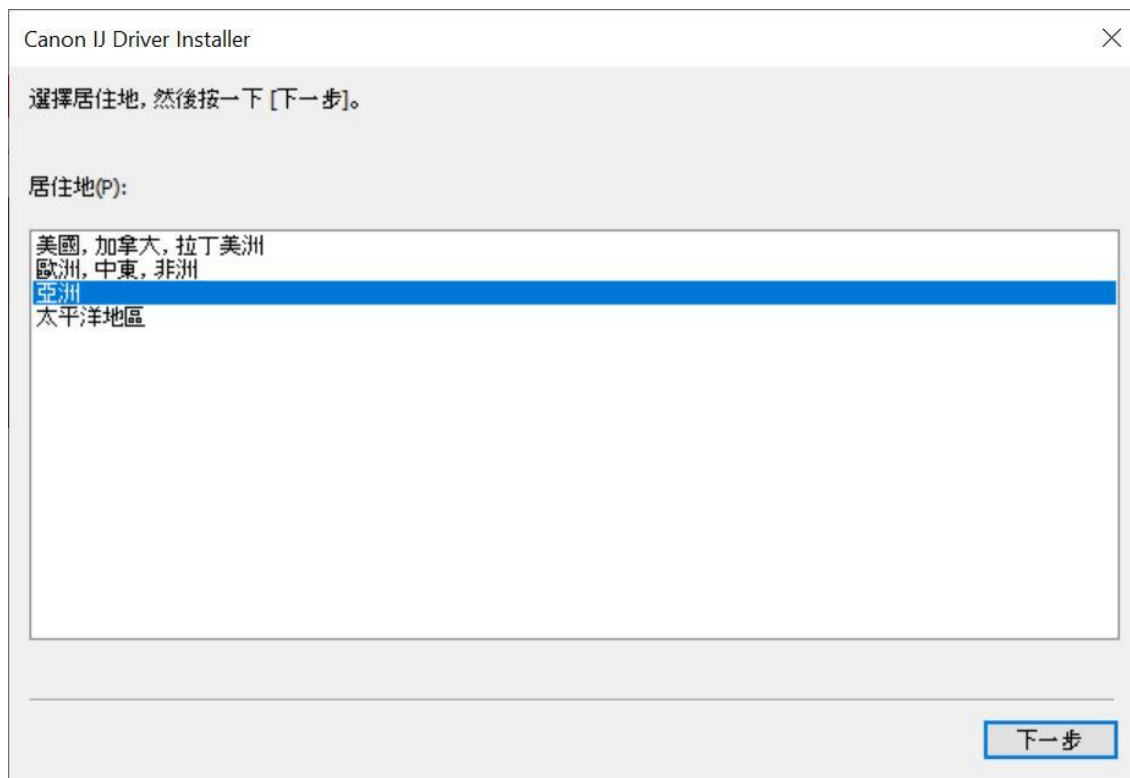 Canon IJ Driver Installer
選擇居住地, 然後按一下 [下一步]。
居住地(P):
美國, 加拿大, 拉丁美洲
歐洲, 中東, 非洲
亞洲
太平洋地區
下一步